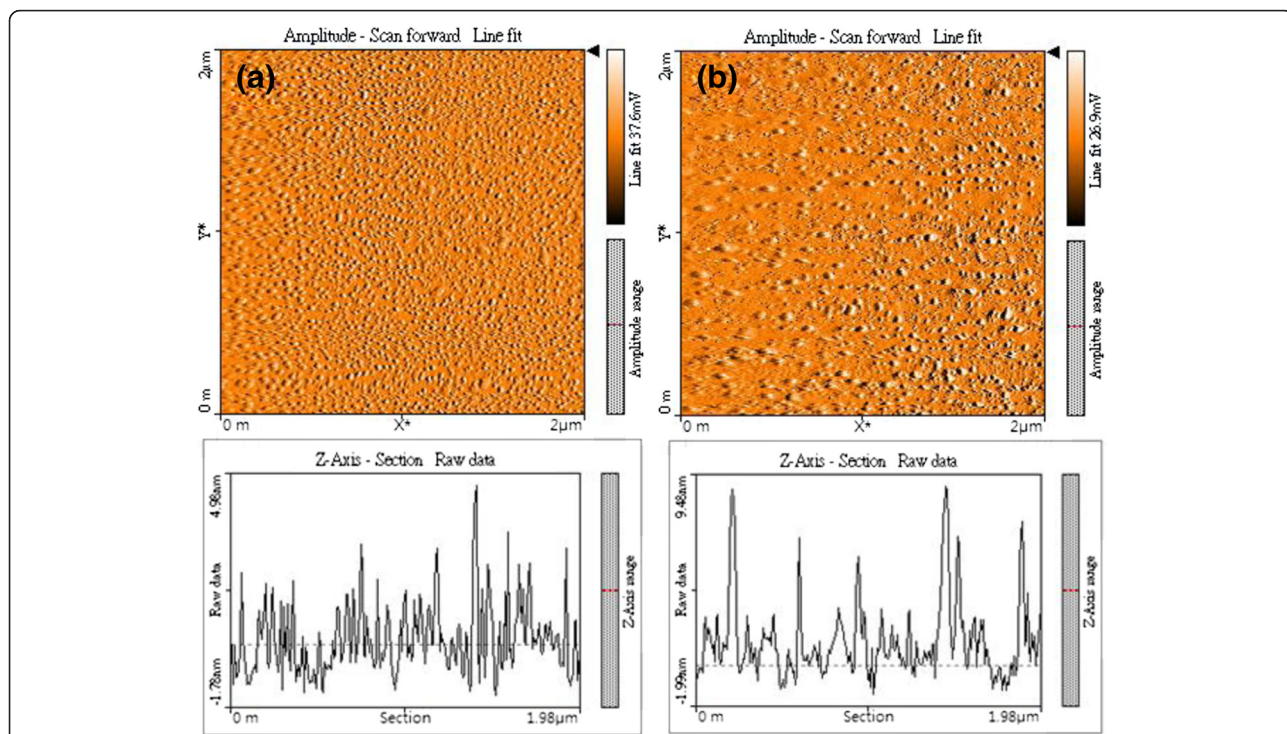 Amplitude - Scan forward Line fit
(a)
2µm
Y*
0 m
0 m
X*
2µm
Line fit 37.6mV
Amplitude range
Z-Axis - Section Raw data
4.98nm
Raw data
-1.78nm
0 m
Section
1.98µm
Z-Axis range
Amplitude - Scan forward Line fit
(b)
2µm
Y*
0 m
0 m
X*
2µm
Line fit 26.9mV
Amplitude range
Z-Axis - Section Raw data
9.48nm
Raw data
-1.99nm
0 m
Section
1.98µm
Z-Axis range